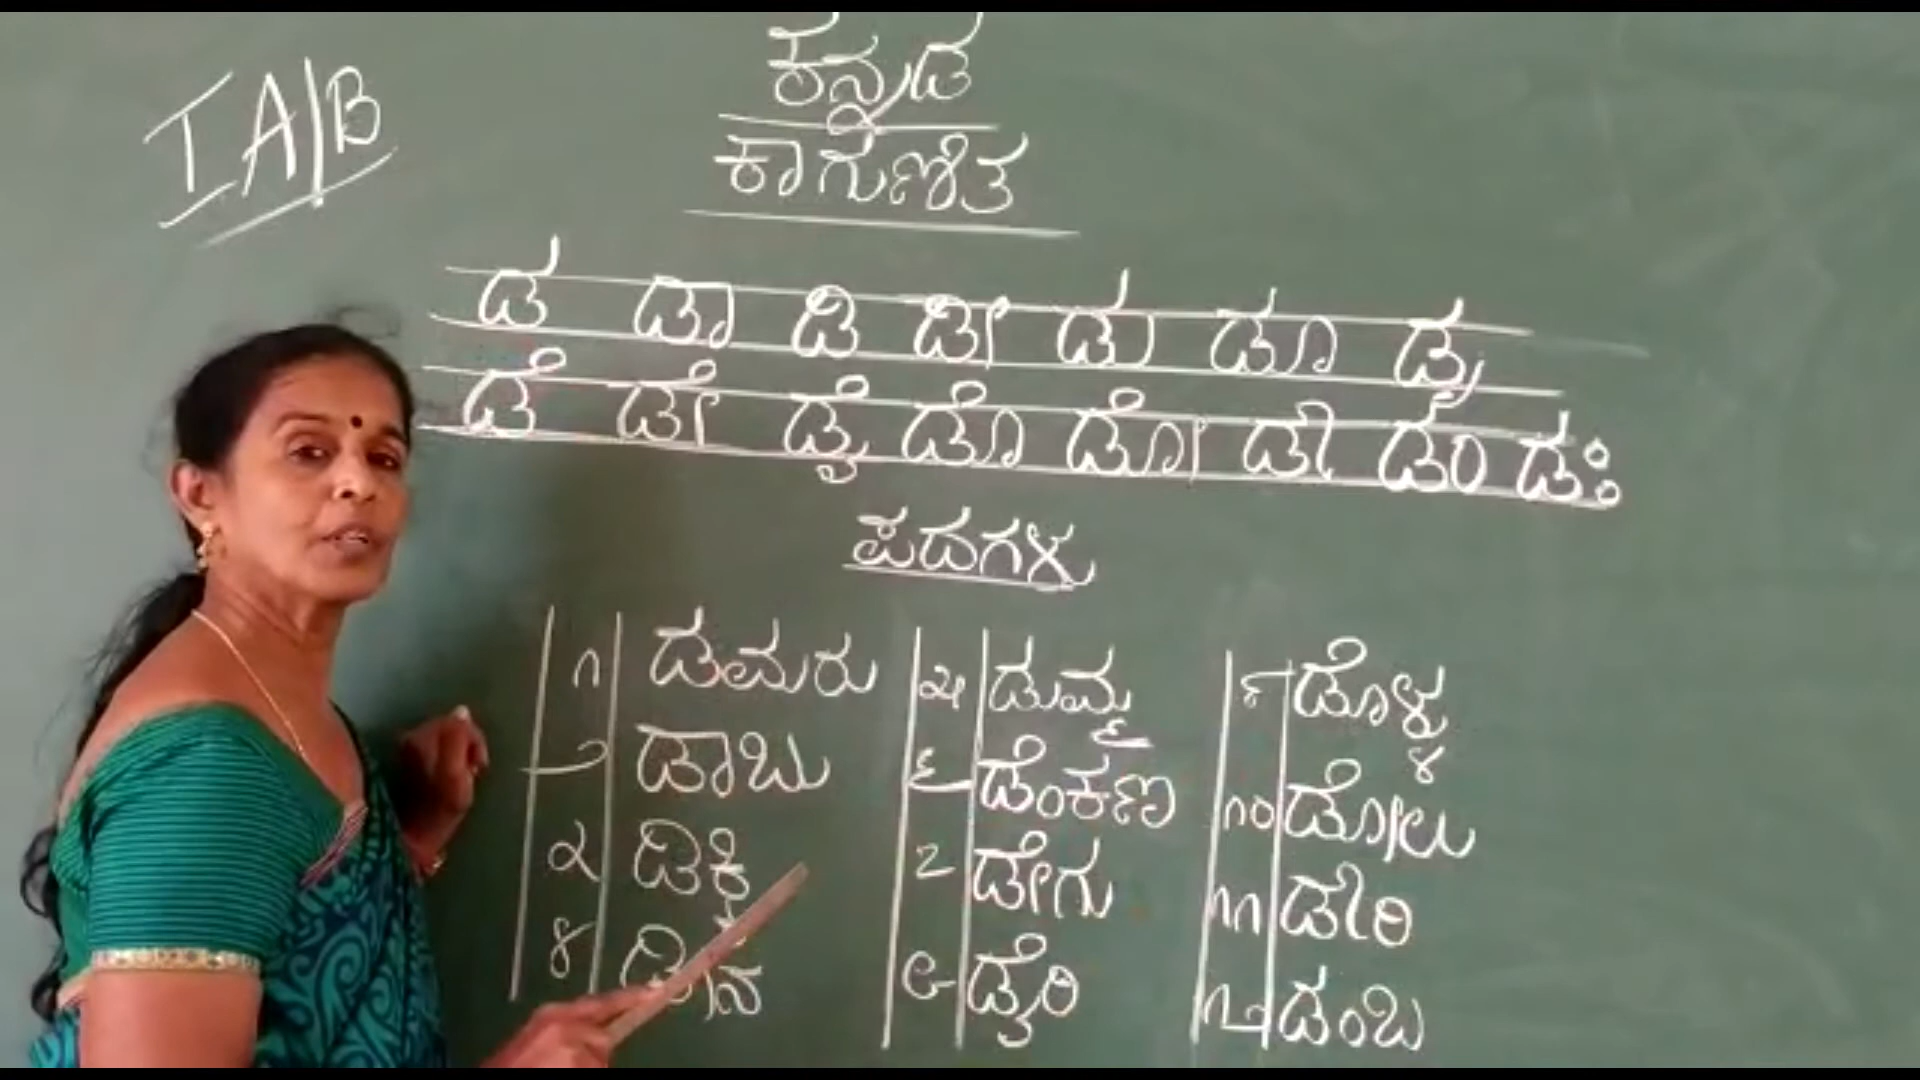 I A/B
ಕನ್ನಡ
ಕಾಗುಣಿತ
ಡ ಡಾ ಡಿ ಡೀ ಡು ಡೂ ಡೃ
ಡೆ ಡೇ ಡೈ ಡೊ ಡೋ ಡೌ ಡಂ ಡಃ
ಪದಗಳು
೧ ಡಮರು
೨ ಡಾಬು
೩ ಡಿಕ್ಕಿ
೪ ಡೀನ
೫ ಡುಮ್ಮ
೬ ಡೆಂಕಣ
೭ ಡೇಗು
೮ ಡೈರಿ
೯ ಡೊಳ್ಳು
೧೦ ಡೋಲು
೧೧ ಡೌರಿ
೧೨ ಡಂಬ